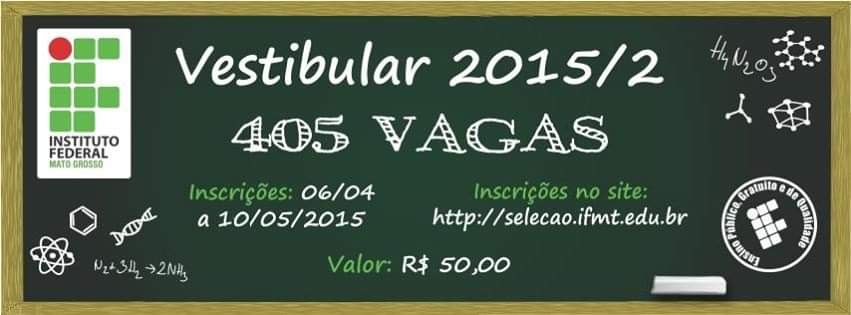 INSTITUTO
FEDERAL
MATO GROSSO
Vestibular 2015/2
405 VAGAS
Inscrições: 06/04
a 10/05/2015
Inscrições no site:
http://selecao.ifmt.edu.br
Valor: R$ 50,00
H₄N₂O₃
N₂+3H₂→2NH₃
Ensino Público, Gratuito e de Qualidade